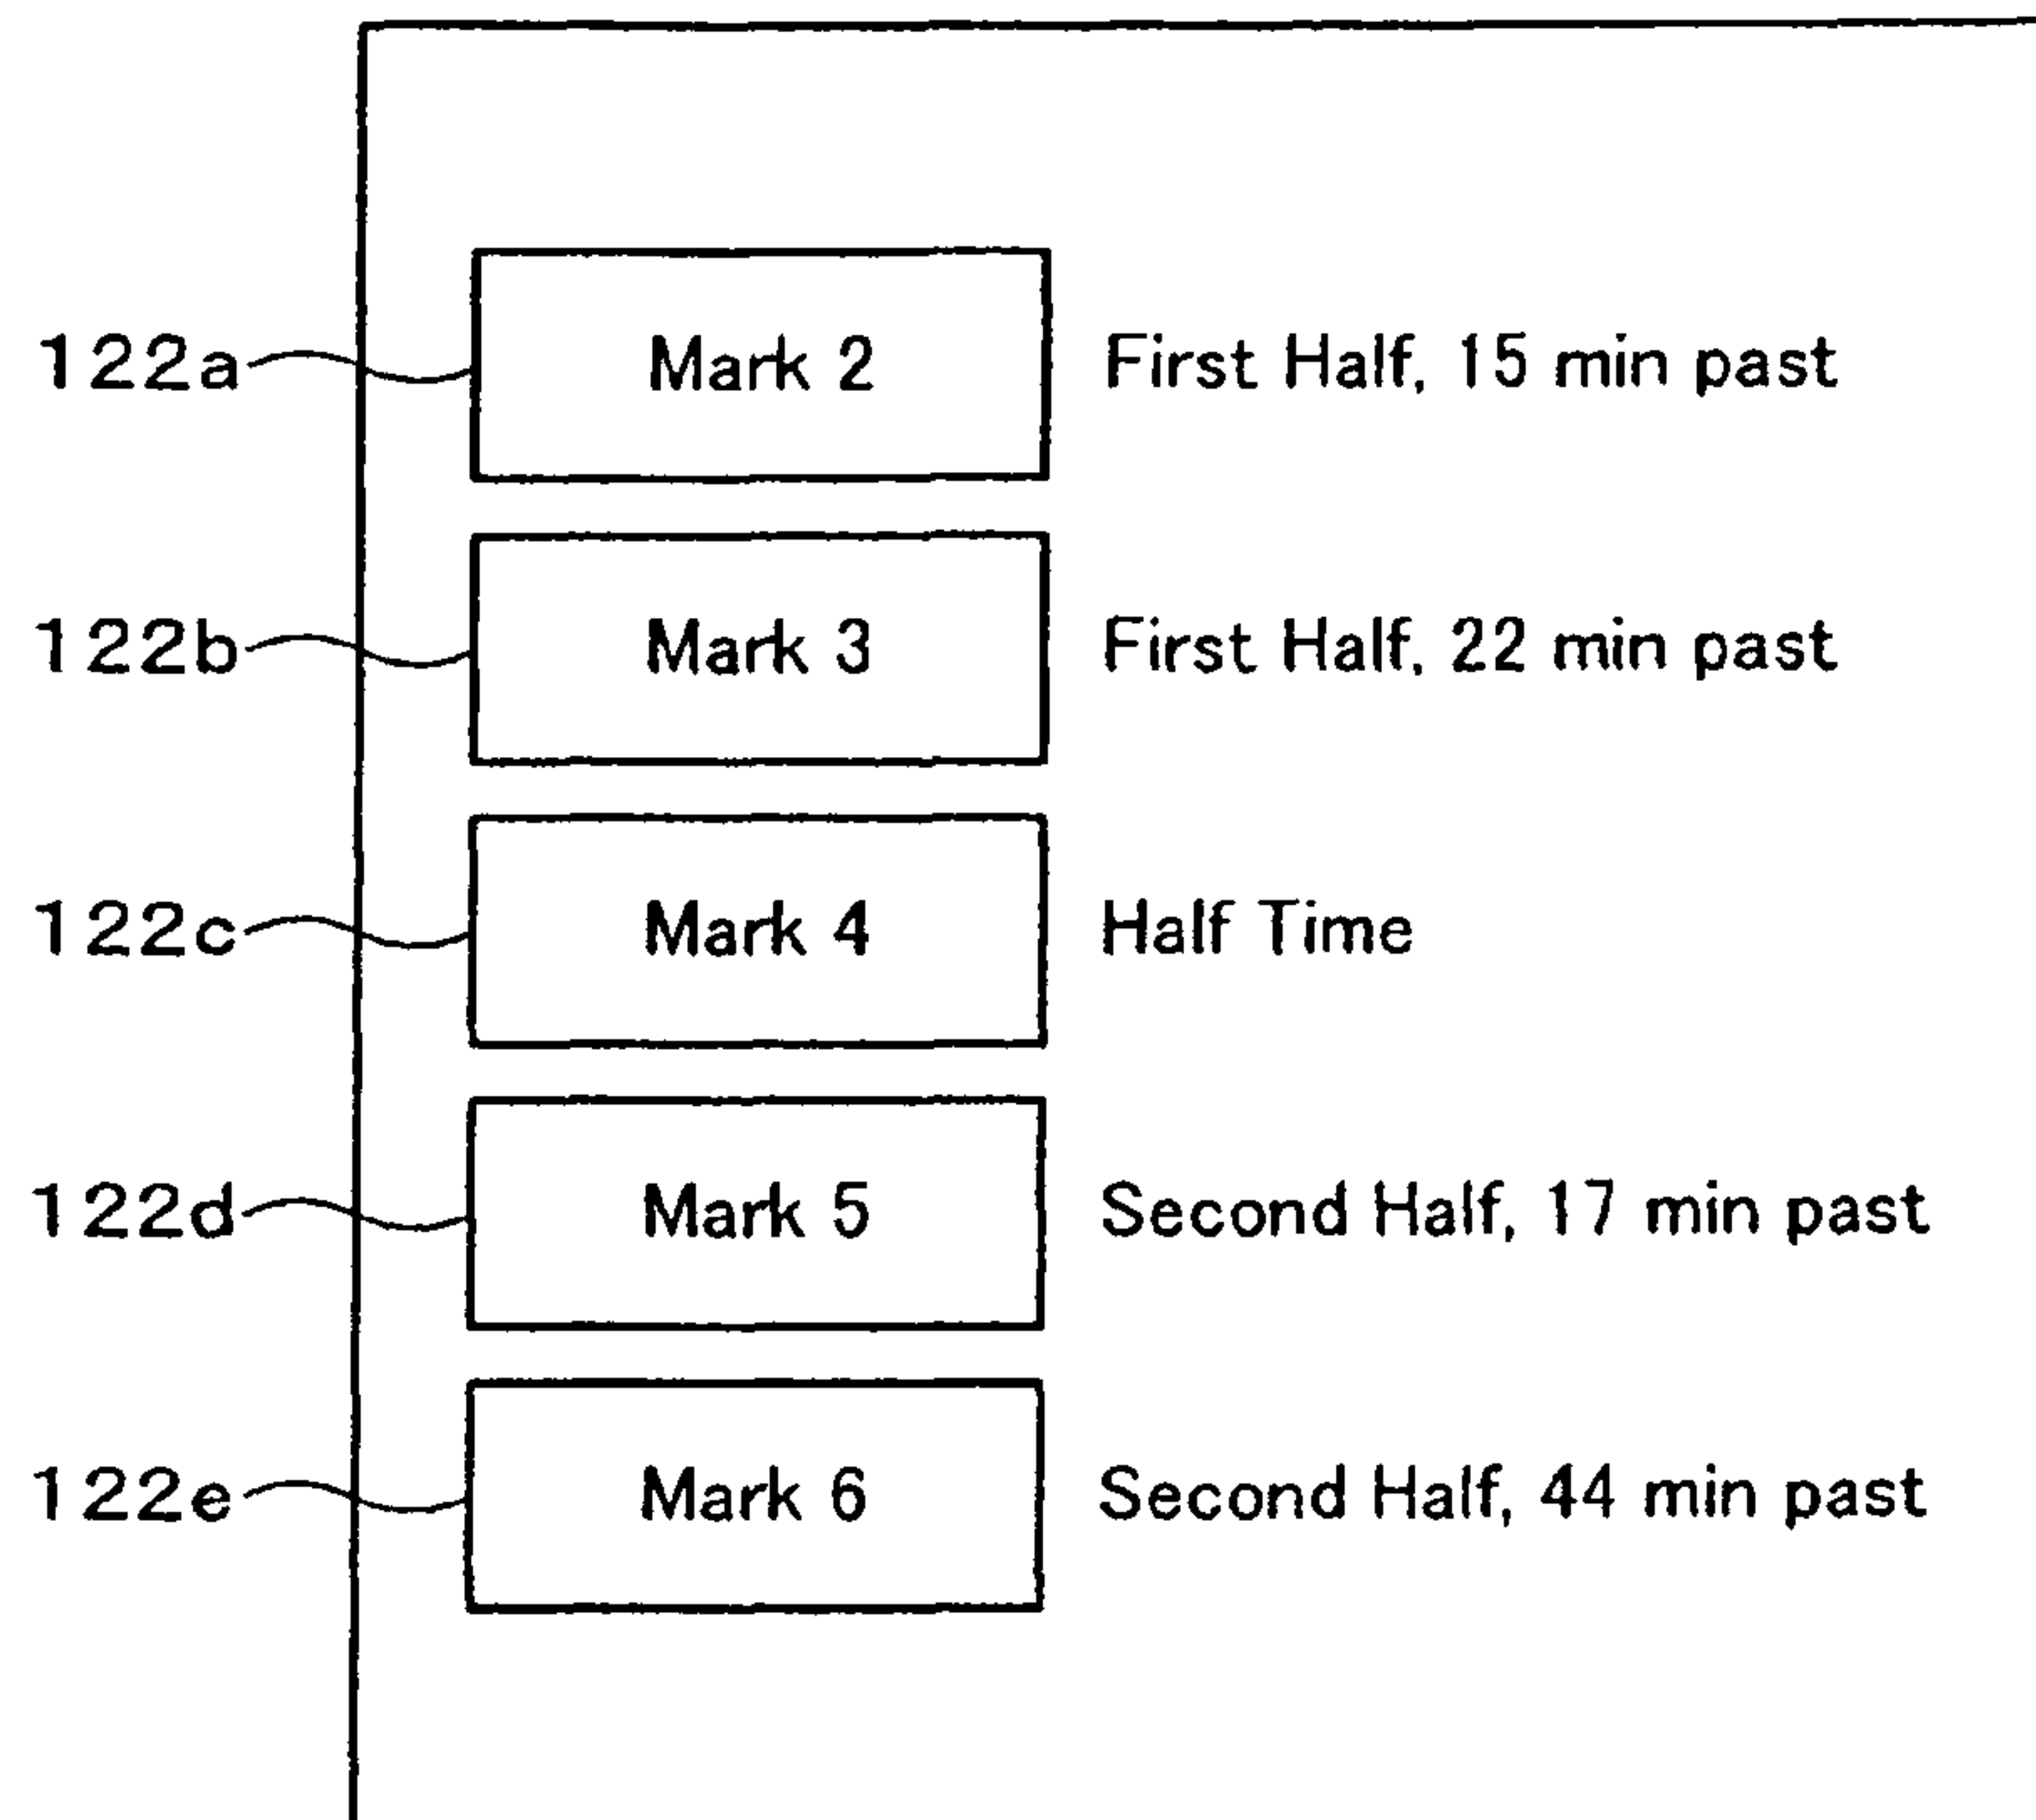 122a Mark 2 First Half, 15 min past
122b Mark 3 First Half, 22 min past
122c Mark 4 Half Time
122d Mark 5 Second Half, 17 min past
122e Mark 6 Second Half, 44 min past